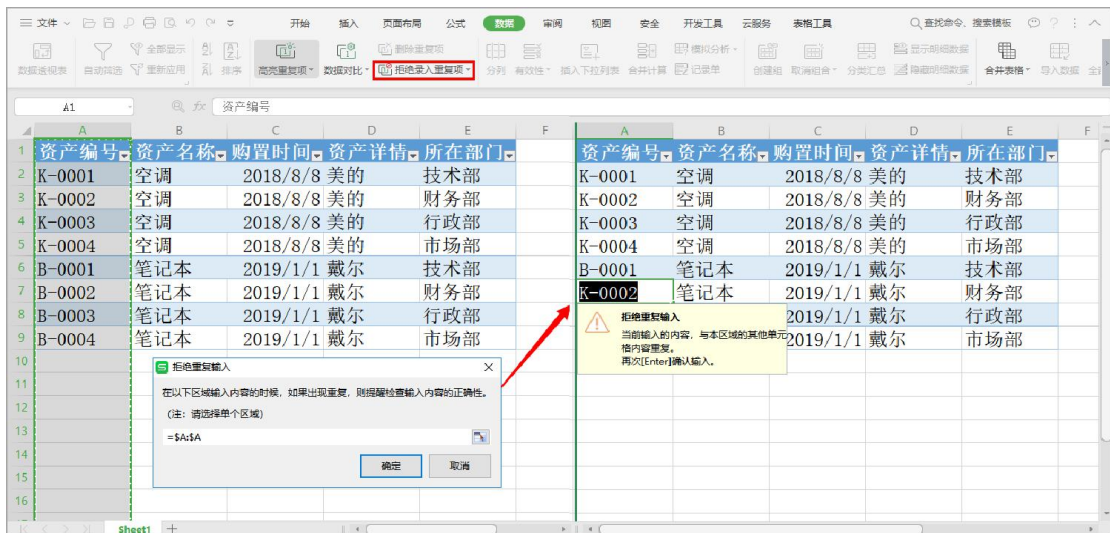 文件 开始 插入 页面布局 公式 数据 审阅 视图 安全 开发工具 云服务 表格工具 查找命令、搜索模板
数据透视表 自动筛选 全部显示 重新应用 排序 高亮重复项 数据对比 删除重复项 拒绝录入重复项 分列 有效性 插入下拉列表 合并计算 模拟分析 记录单 创建组 取消组合 分类汇总 显示明细数据 隐藏明细数据 合并表格 导入数据
A1 fx 资产编号
A B C D E F A B C D E F
1 资产编号 资产名称 购置时间 资产详情 所在部门 资产编号 资产名称 购置时间 资产详情 所在部门
2 K-0001 空调 2018/8/8 美的 技术部 K-0001 空调 2018/8/8 美的 技术部
3 K-0002 空调 2018/8/8 美的 财务部 K-0002 空调 2018/8/8 美的 财务部
4 K-0003 空调 2018/8/8 美的 行政部 K-0003 空调 2018/8/8 美的 行政部
5 K-0004 空调 2018/8/8 美的 市场部 K-0004 空调 2018/8/8 美的 市场部
6 B-0001 笔记本 2019/1/1 戴尔 技术部 B-0001 笔记本 2019/1/1 戴尔 技术部
7 B-0002 笔记本 2019/1/1 戴尔 财务部 K-0002 笔记本 2019/1/1 戴尔 财务部
8 B-0003 笔记本 2019/1/1 戴尔 行政部 2019/1/1 戴尔 行政部
9 B-0004 笔记本 2019/1/1 戴尔 市场部 2019/1/1 戴尔 市场部
拒绝重复输入
当前输入的内容，与本区域的其他单元
格内容重复。
再次[Enter]确认输入。
10
11
12
13
14
15
16
拒绝重复输入
在以下区域输入内容的时候，如果出现重复，则提醒检查输入内容的正确性。
(注：请选择单个区域)
=$A:$A
确定 取消
Sheet1